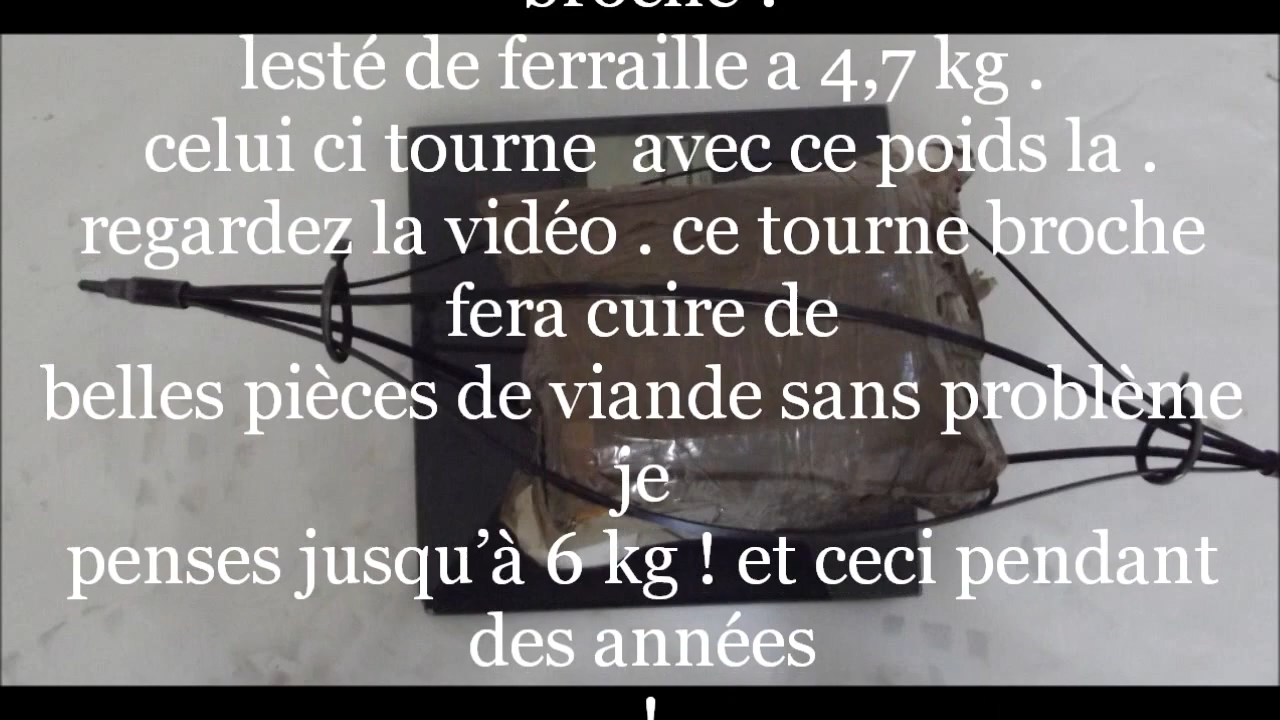 broche !
lesté de ferraille a 4,7 kg .
celui ci tourne  avec ce poids la .
regardez la vidéo . ce tourne broche
fera cuire de
belles pièces de viande sans problème
je
penses jusqu’à 6 kg ! et ceci pendant
des années
!